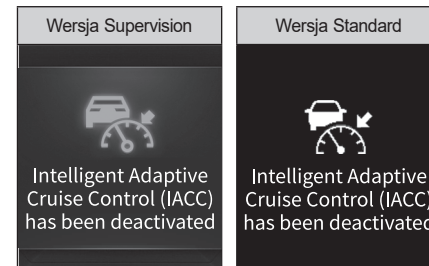 Wersja Supervision
Intelligent Adaptive
Cruise Control (IACC)
has been deactivated
Wersja Standard
Intelligent Adaptive
Cruise Control (IACC)
has been deactivated